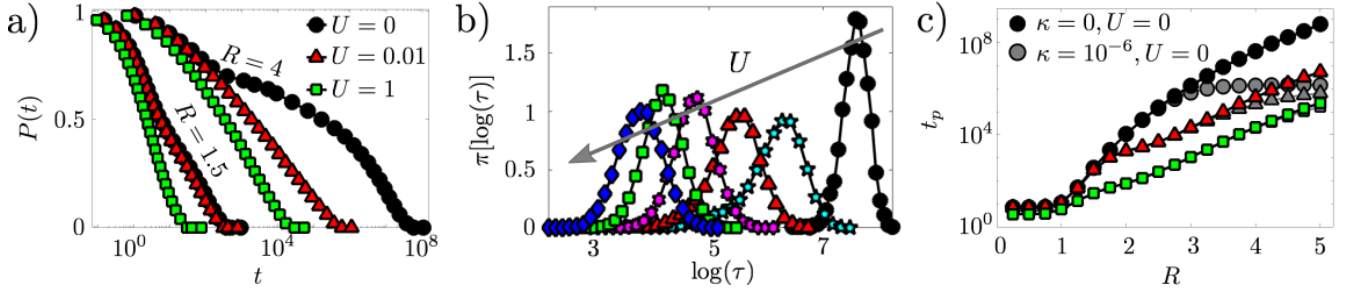 a)
1
0.5
0
P(t)
R = 4
R = 1.5
U = 0
U = 0.01
U = 1
10^0
10^4
10^8
t
b)
1.5
1
0.5
0
π[log(τ)]
U
3
5
7
log(τ)
c)
10^8
10^4
10^0
t_p
κ = 0, U = 0
κ = 10^{-6}, U = 0
0
1
2
3
4
5
R